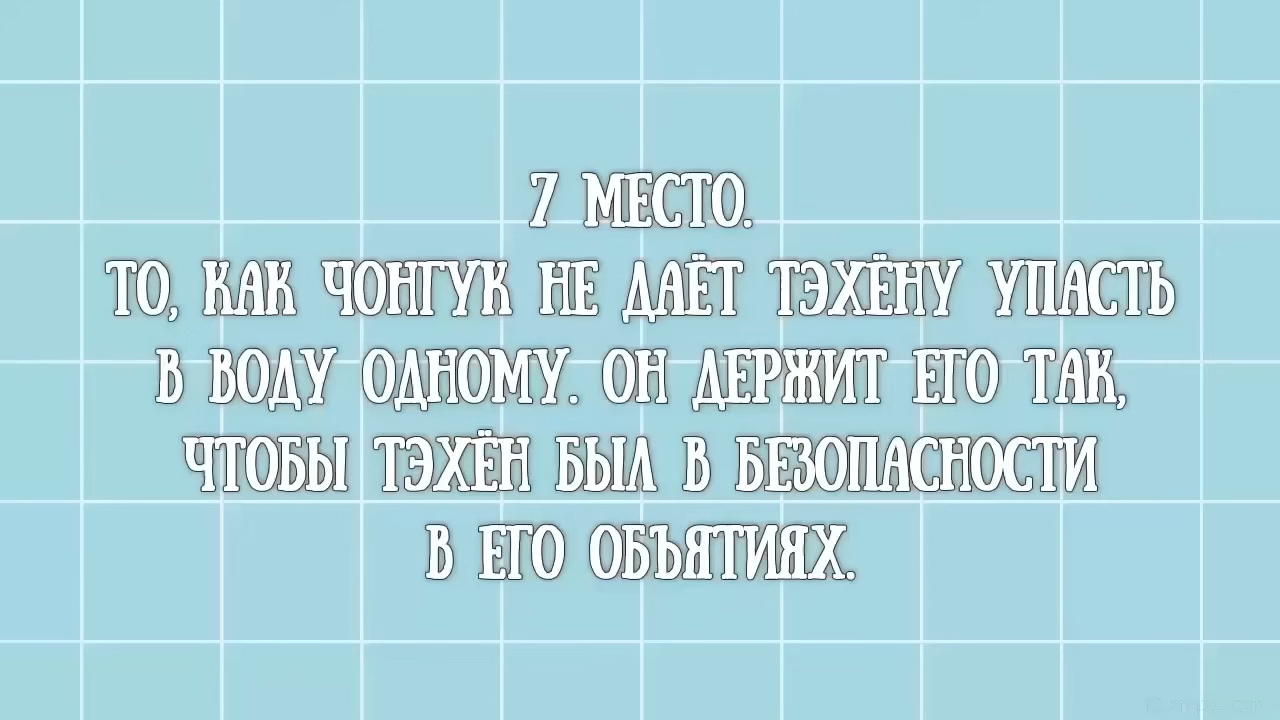 7 МЕСТО.
ТО, КАК ЧОНГУК НЕ ДАЁТ ТЭХЁНУ УПАСТЬ
В ВОДУ ОДНОМУ. ОН ДЕРЖИТ ЕГО ТАК,
ЧТОБЫ ТЭХЁН БЫЛ В БЕЗОПАСНОСТИ
В ЕГО ОБЪЯТИЯХ.